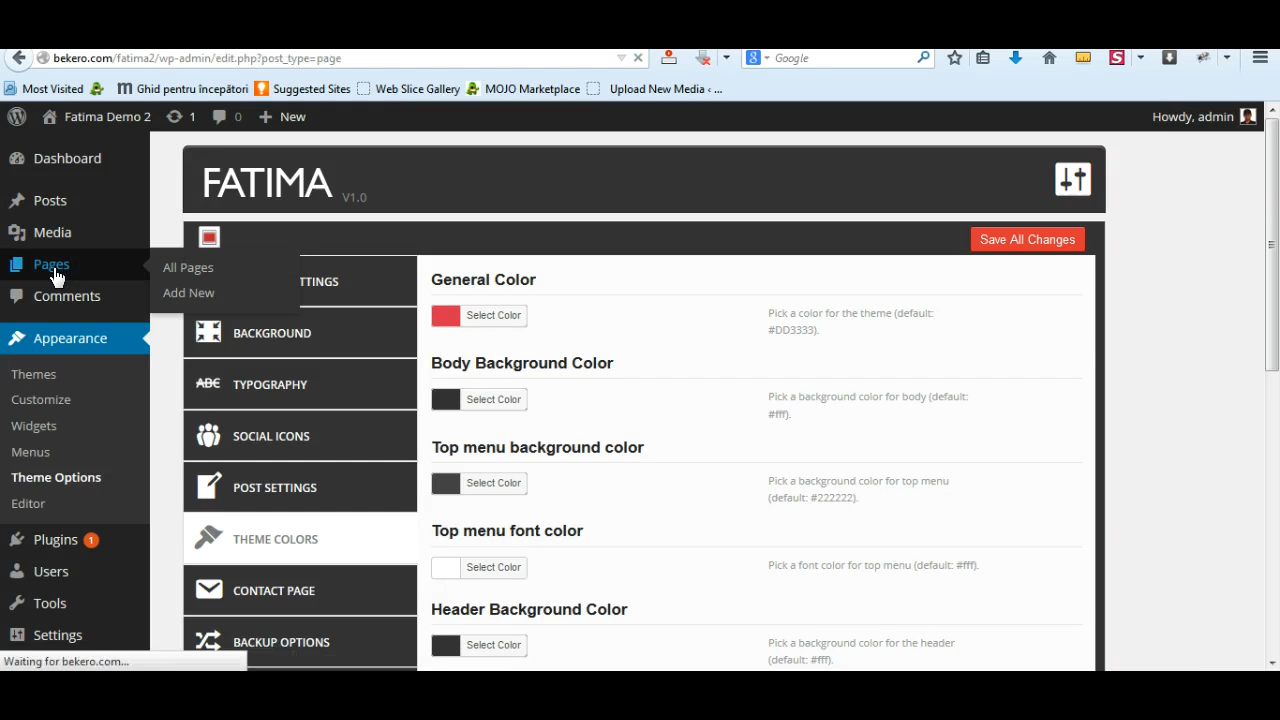 bekero.com/fatima2/wp-admin/edit.php?post_type=page
Google
Most Visited
Ghid pentru începători
Suggested Sites
Web Slice Gallery
MOJO Marketplace
Upload New Media ‹ ...
Fatima Demo 2
1
0
New
Howdy, admin
Dashboard
Posts
Media
Pages
Comments
Appearance
Themes
Customize
Widgets
Menus
Theme Options
Editor
Plugins 1
Users
Tools
Settings
Waiting for bekero.com...
All Pages
Add New
FATIMA V1.0
Save All Changes
TTINGS
BACKGROUND
ABC TYPOGRAPHY
SOCIAL ICONS
POST SETTINGS
THEME COLORS
CONTACT PAGE
BACKUP OPTIONS
General Color
Select Color
Pick a color for the theme (default:
#DD3333).
Body Background Color
Select Color
Pick a background color for body (default:
#fff).
Top menu background color
Select Color
Pick a background color for top menu
(default: #222222).
Top menu font color
Select Color
Pick a font color for top menu (default: #fff).
Header Background Color
Select Color
Pick a background color for the header
(default: #fff).